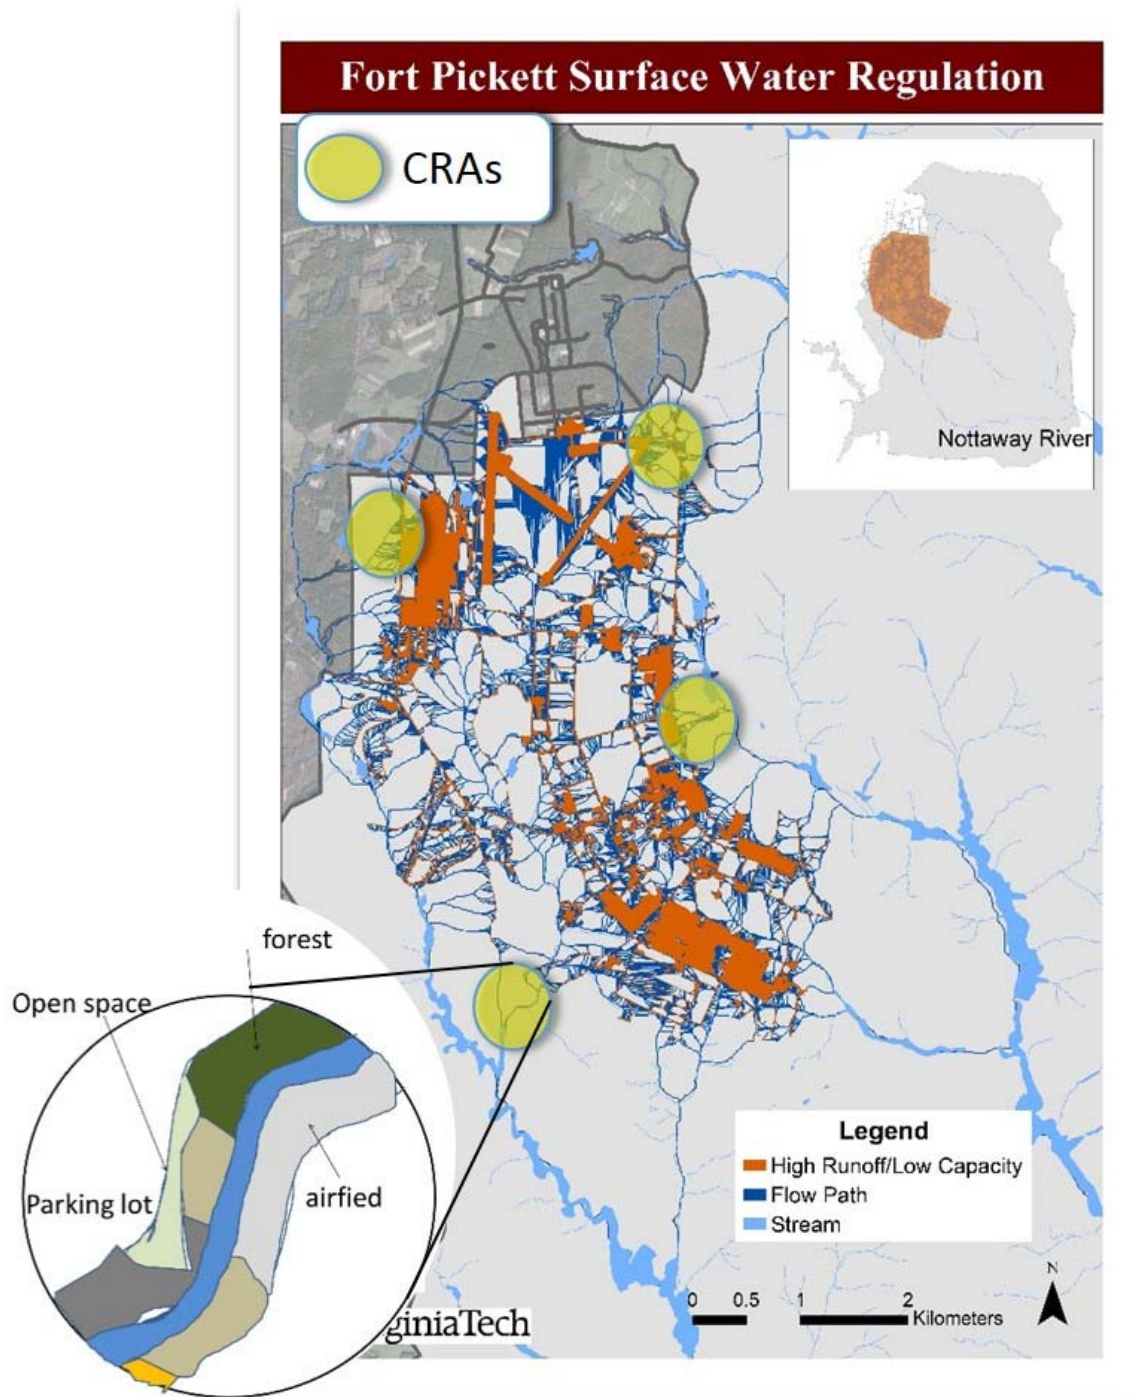 Fort Pickett Surface Water Regulation
CRAs
Nottaway River
forest
Open space
Parking lot
airfied
Legend
High Runoff/Low Capacity
Flow Path
Stream
N
0 0.5 1 2
Kilometers
giniaTech